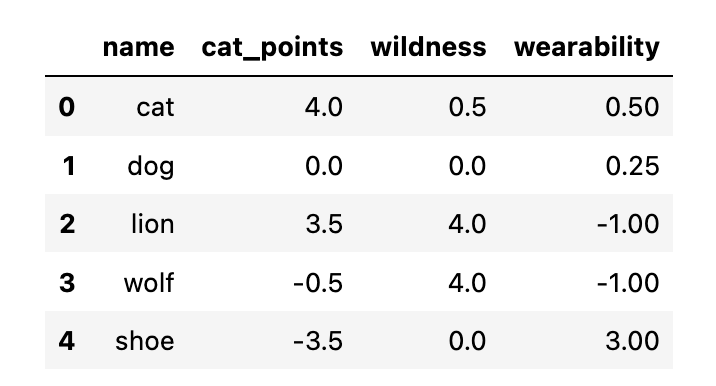 name cat_points wildness wearability
0 cat 4.0 0.5 0.50
1 dog 0.0 0.0 0.25
2 lion 3.5 4.0 -1.00
3 wolf -0.5 4.0 -1.00
4 shoe -3.5 0.0 3.00